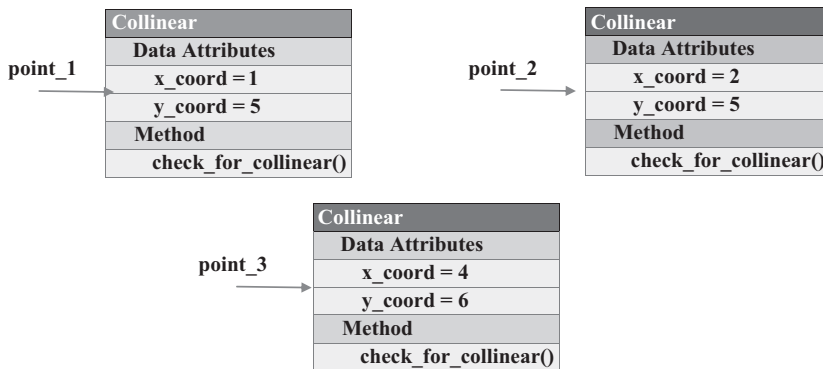 Collinear
Data Attributes
point_1
x_coord = 1
y_coord = 5
Method
check_for_collinear()
Collinear
Data Attributes
point_2
x_coord = 2
y_coord = 5
Method
check_for_collinear()
Collinear
Data Attributes
point_3
x_coord = 4
y_coord = 6
Method
check_for_collinear()